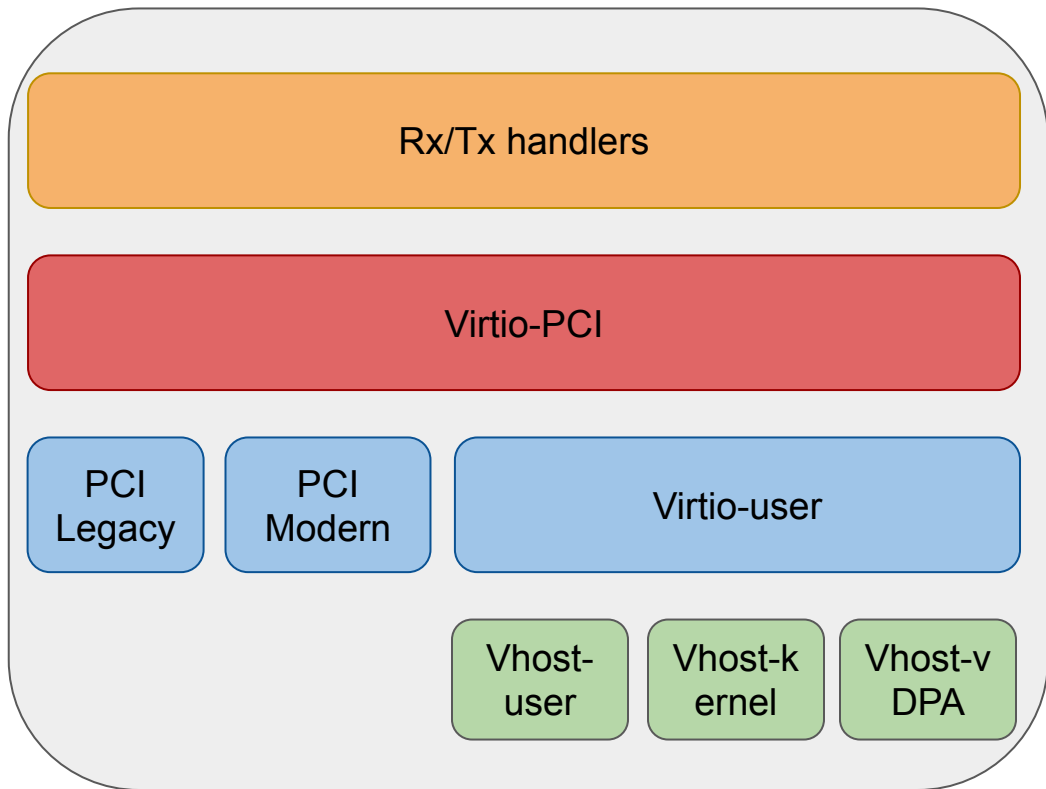 Rx/Tx handlers
Virtio-PCI
PCI
Legacy
PCI
Modern
Virtio-user
Vhost-
user
Vhost-k
ernel
Vhost-v
DPA